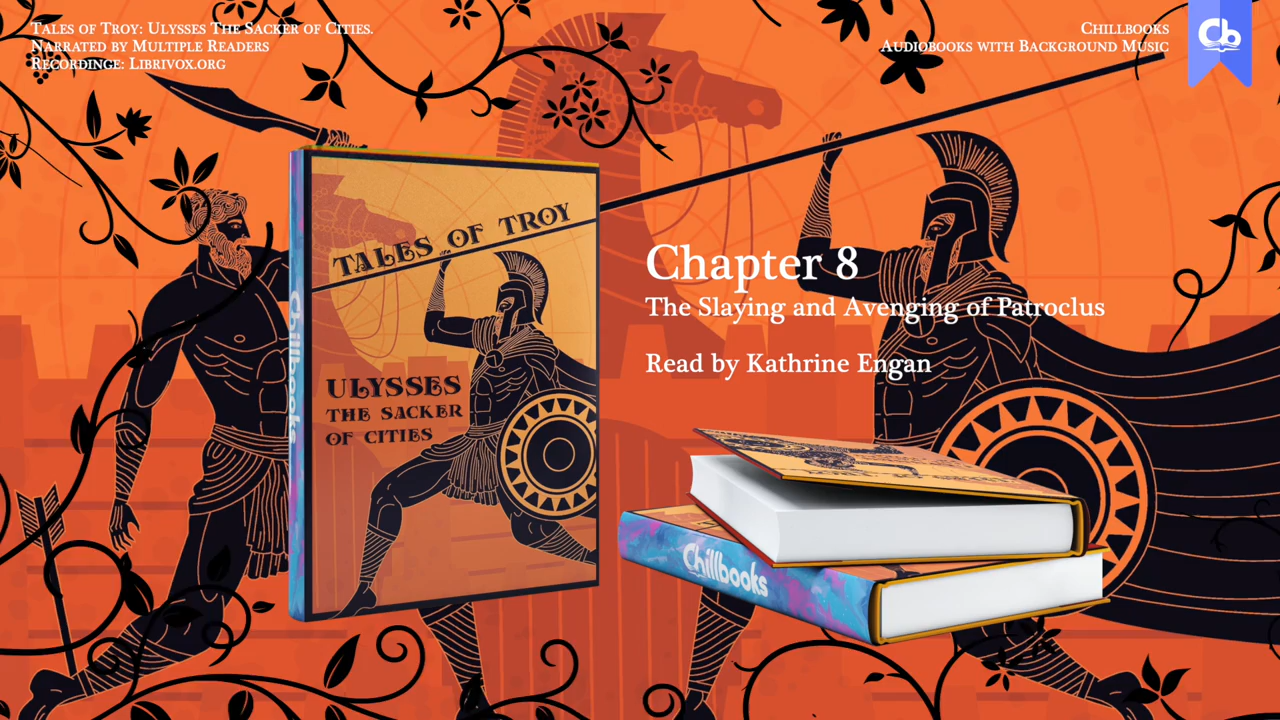 Tales of Troy: Ulysses The Sacker of Cities.
Narrated by Multiple Readers
Recordinge: Librivox.org
Chillbooks
Audiobooks with Background Music
Cb
Tales of Troy
Ulysses
The Sacker
of Cities
Chillbooks
Chapter 8
The Slaying and Avenging of Patroclus
Read by Kathrine Engan
Chillbooks